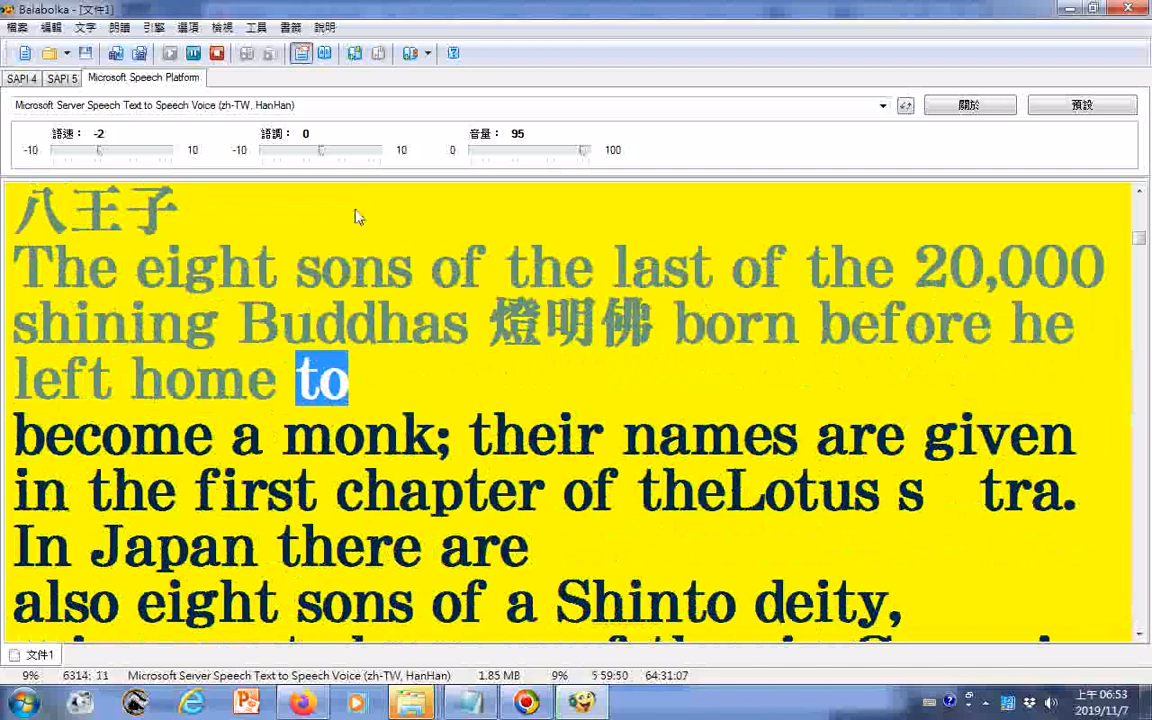 Balabolka - [文件1]
檔案 編輯 文字 朗讀 引擎 選項 檢視 工具 書籤 說明
SAPI 4 SAPI 5 Microsoft Speech Platform
Microsoft Server Speech Text to Speech Voice (zh-TW, HanHan) 關於 預設
語速： -2 語調： 0 音量： 95
-10 10 -10 10 0 100
八王子
The eight sons of the last of the 20,000
shining Buddhas 燈明佛 born before he
left home to
become a monk; their names are given
in the first chapter of theLotus s tra.
In Japan there are
also eight sons of a Shinto deity,
文件1
9% 6314; 11 Microsoft Server Speech Text to Speech Voice (zh-TW, HanHan) 1.85 MB 9% 5 59:50 64:31:07
上午 06:53
2019/11/7